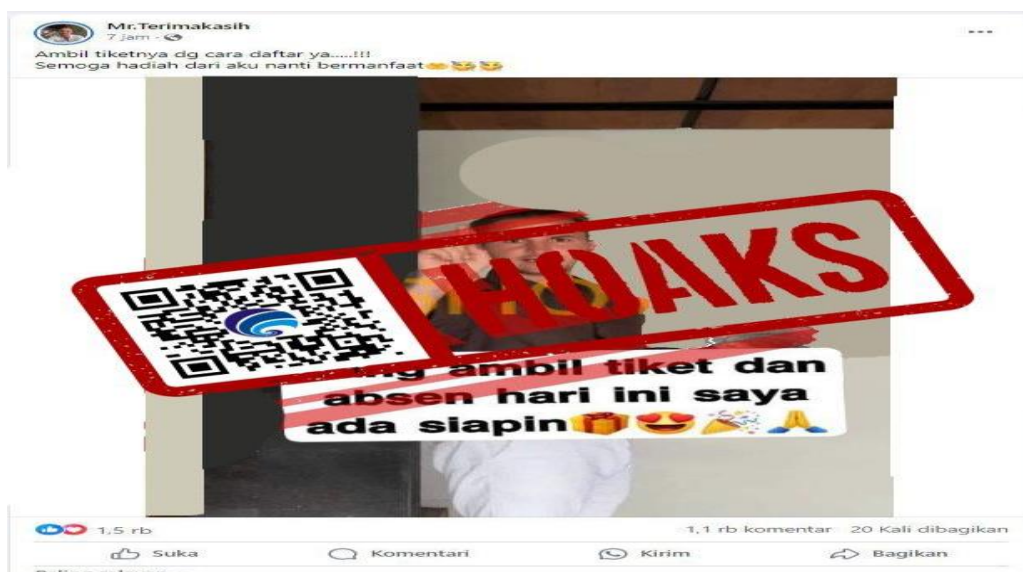 Mr.Terimakasih
7 jam
Ambil tiketnya dg cara daftar ya.....!!!
Semoga hadiah dari aku nanti bermanfaat
HOAKS
ambil tiket dan
absen hari ini saya
ada siapin
1,5 rb
1,1 rb komentar 20 Kali dibagikan
Suka Komentari Kirim Bagikan